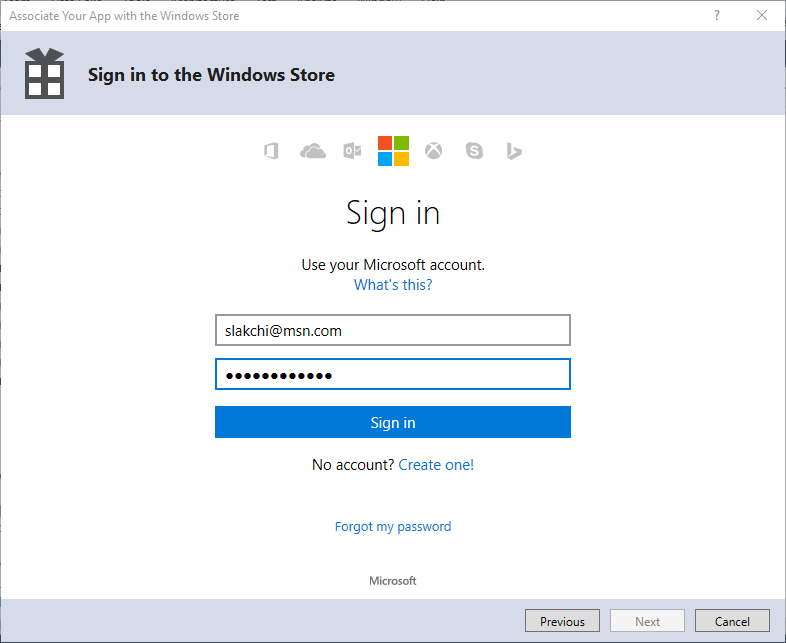 Associate Your App with the Windows Store
?
Sign in to the Windows Store
Sign in
Use your Microsoft account.
What's this?
slakchi@msn.com
●●●●●●●●●●●●
Sign in
No account? Create one!
Forgot my password
Microsoft
Previous Next Cancel